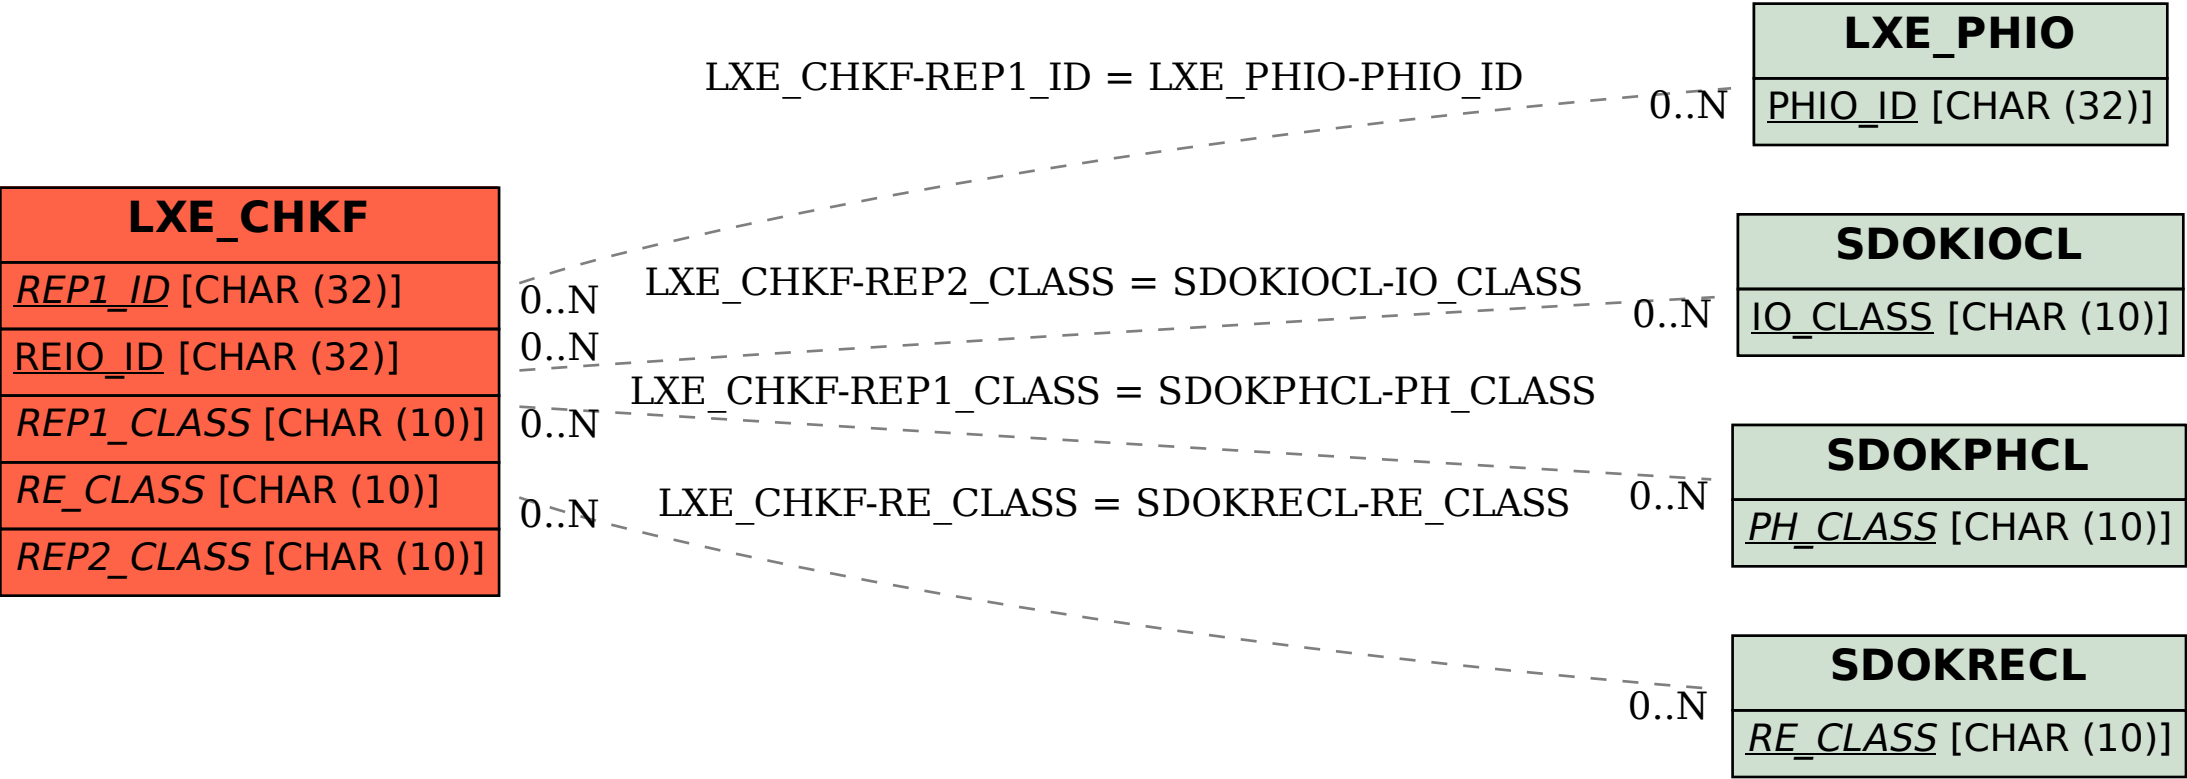 LXE_CHKF
REP1_ID [CHAR (32)]
REIO_ID [CHAR (32)]
REP1_CLASS [CHAR (10)]
RE_CLASS [CHAR (10)]
REP2_CLASS [CHAR (10)]
LXE_CHKF-REP1_ID = LXE_PHIO-PHIO_ID
0..N
0..N
LXE_CHKF-REP2_CLASS = SDOKIOCL-IO_CLASS
0..N
0..N
LXE_CHKF-REP1_CLASS = SDOKPHCL-PH_CLASS
0..N
0..N
LXE_CHKF-RE_CLASS = SDOKRECL-RE_CLASS
0..N
0..N
LXE_PHIO
PHIO_ID [CHAR (32)]
SDOKIOCL
IO_CLASS [CHAR (10)]
SDOKPHCL
PH_CLASS [CHAR (10)]
SDOKRECL
RE_CLASS [CHAR (10)]